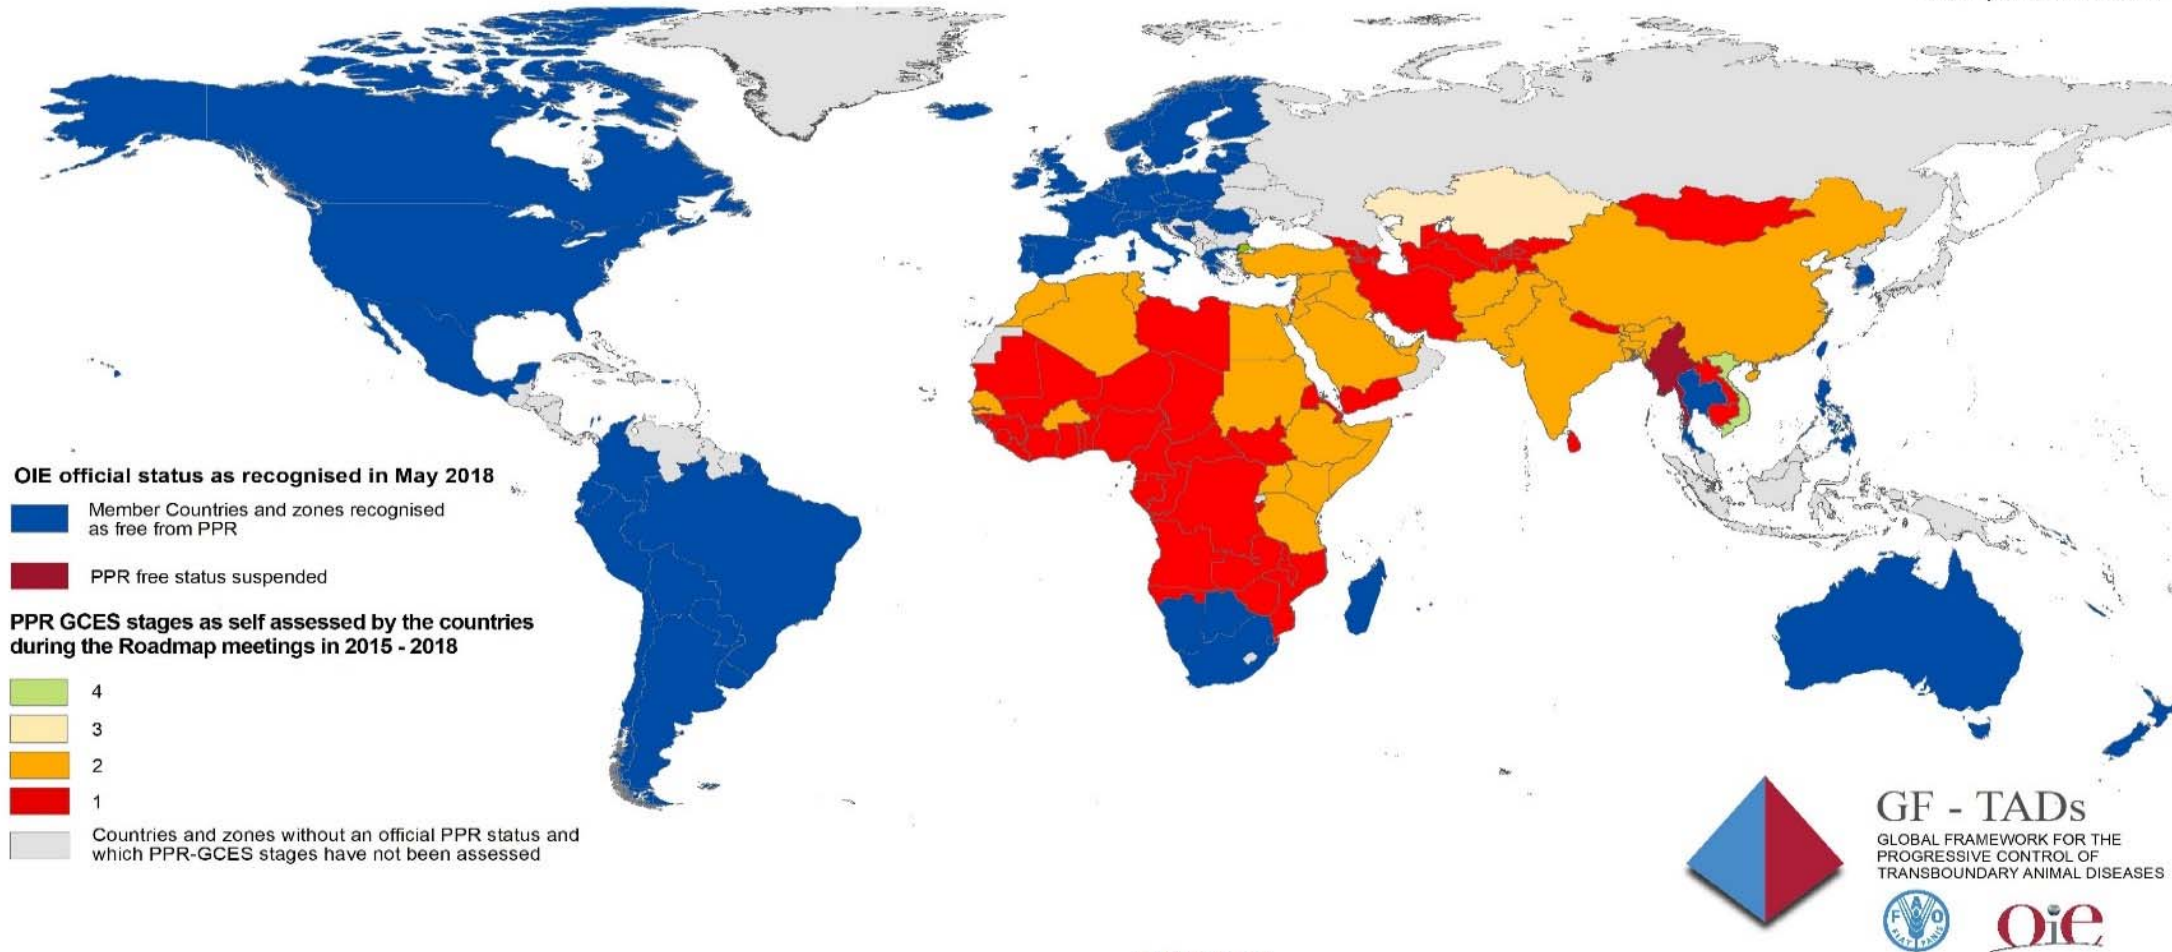 OIE official status as recognised in May 2018
Member Countries and zones recognised
as free from PPR
PPR free status suspended
PPR GCES stages as self assessed by the countries
during the Roadmap meetings in 2015 - 2018
4
3
2
1
Countries and zones without an official PPR status and
which PPR-GCES stages have not been assessed
GF - TADs
GLOBAL FRAMEWORK FOR THE
PROGRESSIVE CONTROL OF
TRANSBOUNDARY ANIMAL DISEASES
F A O
FIAT PANIS
Oie